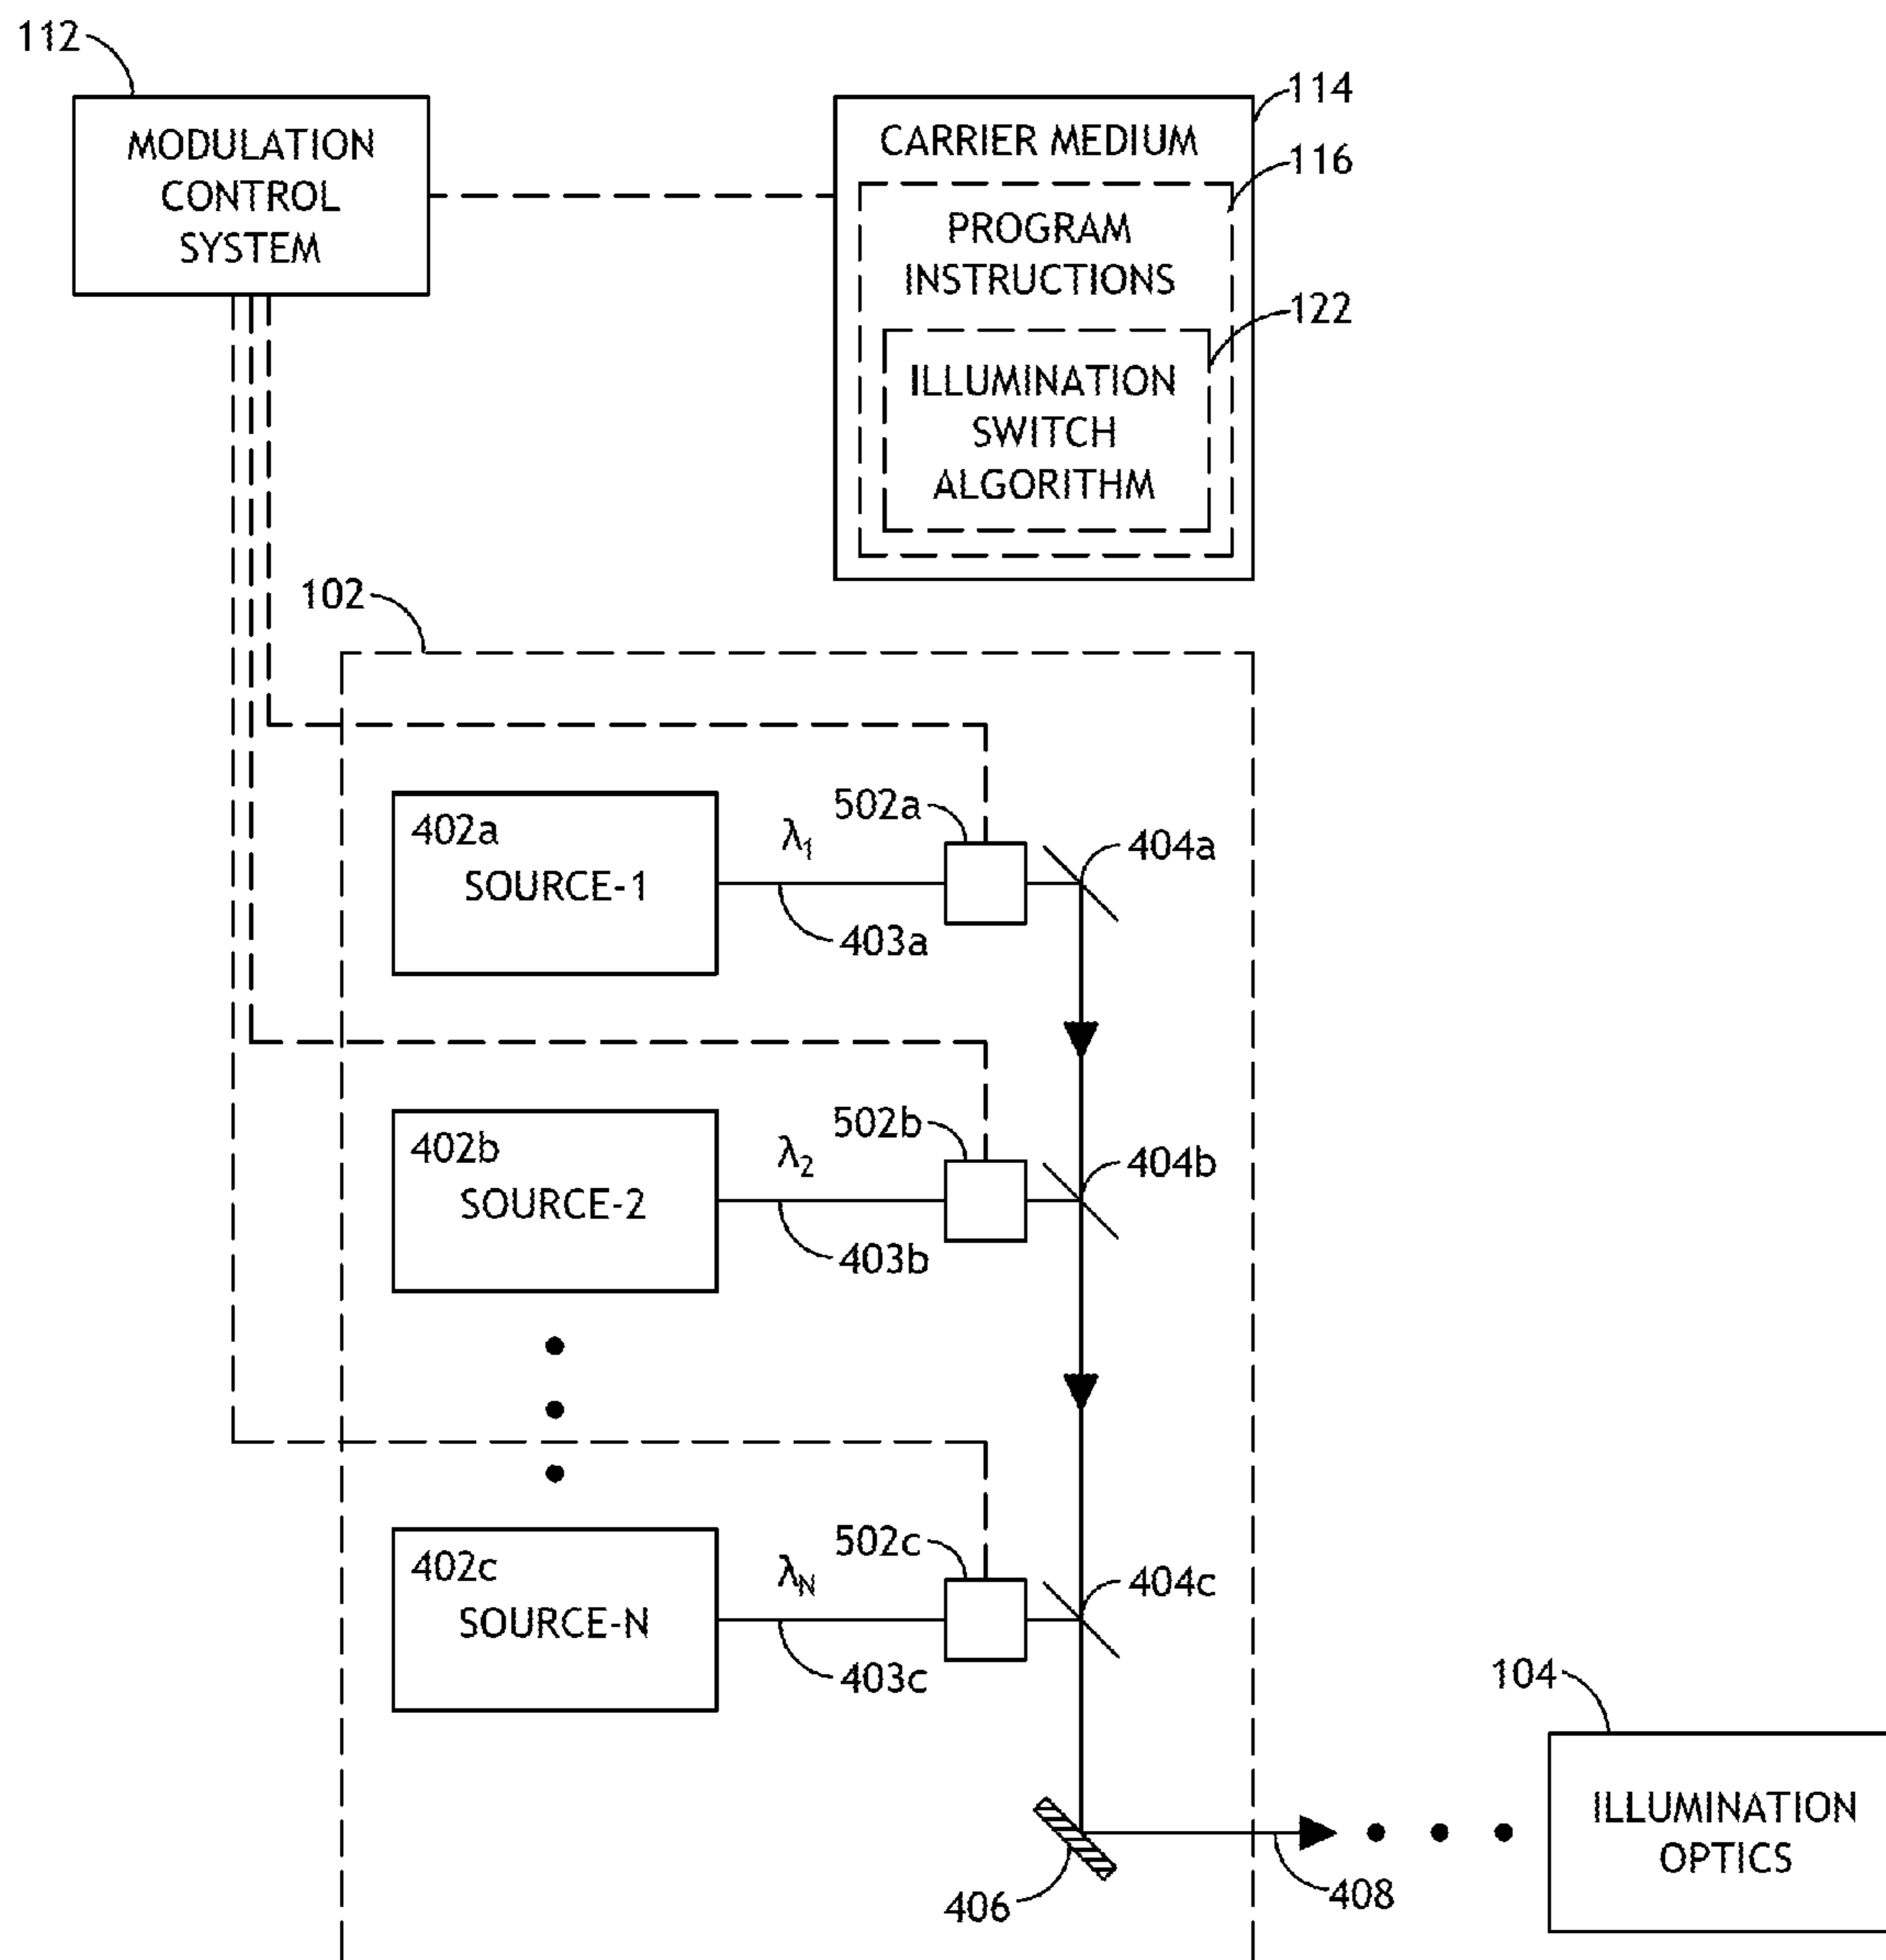 112
MODULATION
CONTROL
SYSTEM
114
CARRIER MEDIUM
116
PROGRAM
INSTRUCTIONS
122
ILLUMINATION
SWITCH
ALGORITHM
102
402a
SOURCE-1
λ1
403a
502a
404a
402b
SOURCE-2
λ2
403b
502b
404b
402c
SOURCE-N
λN
403c
502c
404c
406
408
104
ILLUMINATION
OPTICS